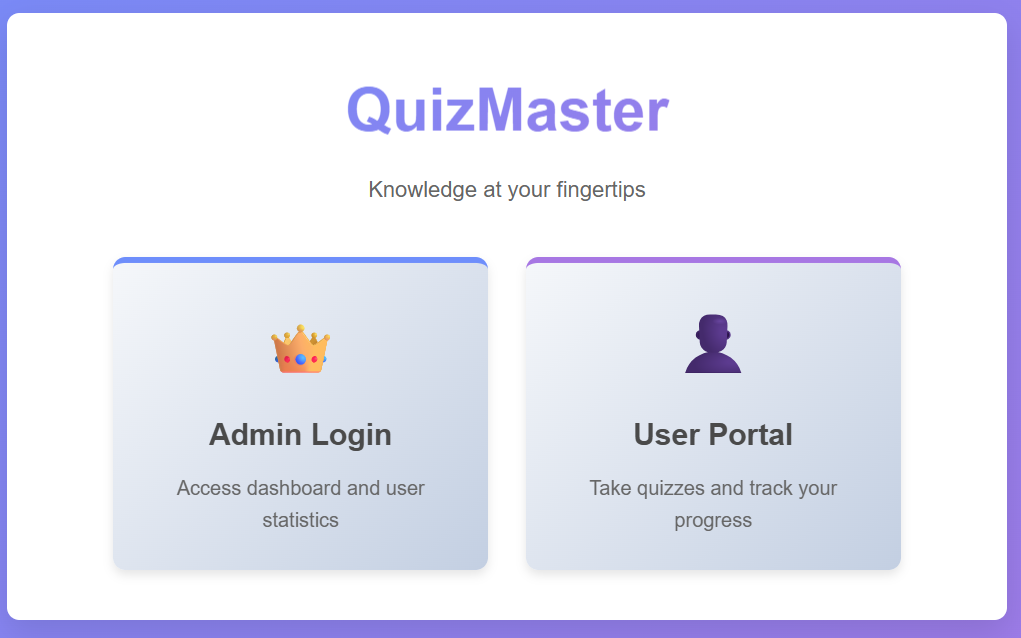 QuizMaster
Knowledge at your fingertips
Admin Login
Access dashboard and user
statistics
User Portal
Take quizzes and track your
progress